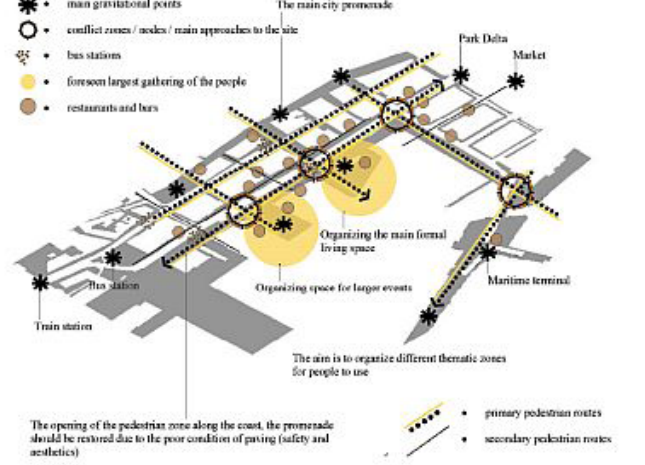 main gravitational points
The main city promenade
conflict zones / nodes / main approaches to the site
bus stations
foreseen largest gathering of the people
restaurants and bars
Park Delta
Market
Organizing the main formal
living space
Organizing space for larger events
Bus station
Train station
Maritime terminal
The aim is to organize different thematic zones
for people to use
The opening of the pedestrian zone along the coast, the promenade
should be restored due to the poor condition of paving (safety and
aesthetics)
primary pedestrian routes
secondary pedestrian routes